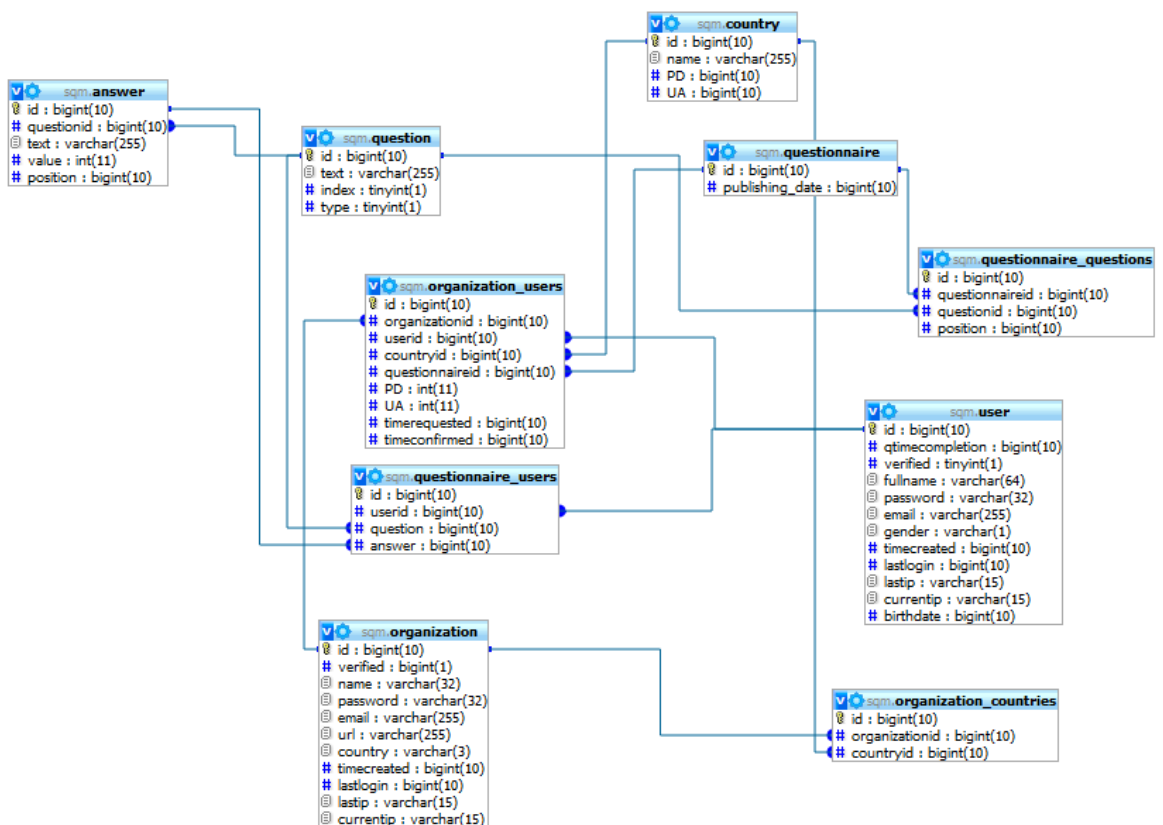 sqm.country
id : bigint(10)
name : varchar(255)
PD : bigint(10)
UA : bigint(10)
sqm.answer
id : bigint(10)
questionid : bigint(10)
text : varchar(255)
value : int(11)
position : bigint(10)
sqm.question
id : bigint(10)
text : varchar(255)
index : tinyint(1)
type : tinyint(1)
sqm.questionnaire
id : bigint(10)
publishing_date : bigint(10)
sqm.questionnaire_questions
id : bigint(10)
questionnaireid : bigint(10)
questionid : bigint(10)
position : bigint(10)
sqm.organization_users
id : bigint(10)
organizationid : bigint(10)
userid : bigint(10)
countryid : bigint(10)
questionnaireid : bigint(10)
PD : int(11)
UA : int(11)
timerequested : bigint(10)
timeconfirmed : bigint(10)
sqm.user
id : bigint(10)
qtimecompletion : bigint(10)
verified : tinyint(1)
fullname : varchar(64)
password : varchar(32)
email : varchar(255)
gender : varchar(1)
timecreated : bigint(10)
lastlogin : bigint(10)
lastip : varchar(15)
currentip : varchar(15)
birthdate : bigint(10)
sqm.questionnaire_users
id : bigint(10)
userid : bigint(10)
question : bigint(10)
answer : bigint(10)
sqm.organization
id : bigint(10)
verified : bigint(1)
name : varchar(32)
password : varchar(32)
email : varchar(255)
url : varchar(255)
country : varchar(3)
timecreated : bigint(10)
lastlogin : bigint(10)
lastip : varchar(15)
currentip : varchar(15)
sqm.organization_countries
id : bigint(10)
organizationid : bigint(10)
countryid : bigint(10)